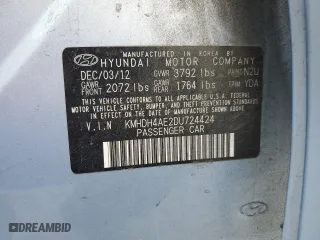 MANUFACTURED IN KOREA BY
HYUNDAI MOTOR COMPANY
DEC/03/12 GVWR 3792 lbs PAINT N2U
GAWR FRONT 2072 lbs GAWR REAR 1764 lbs TRIM YDA
THIS VEHICLE CONFORMS TO ALL APPLICABLE U.S. FEDERAL
MOTOR VEHICLE SAFETY, BUMPER, AND THEFT PREVENTION
STANDARDS IN EFFECT ON THE DATE OF MANUFACTURE
SHOWN ABOVE.
V.I.N KMHDH4AE2DU724424
PASSENGER CAR
AUTOBIDMASTER